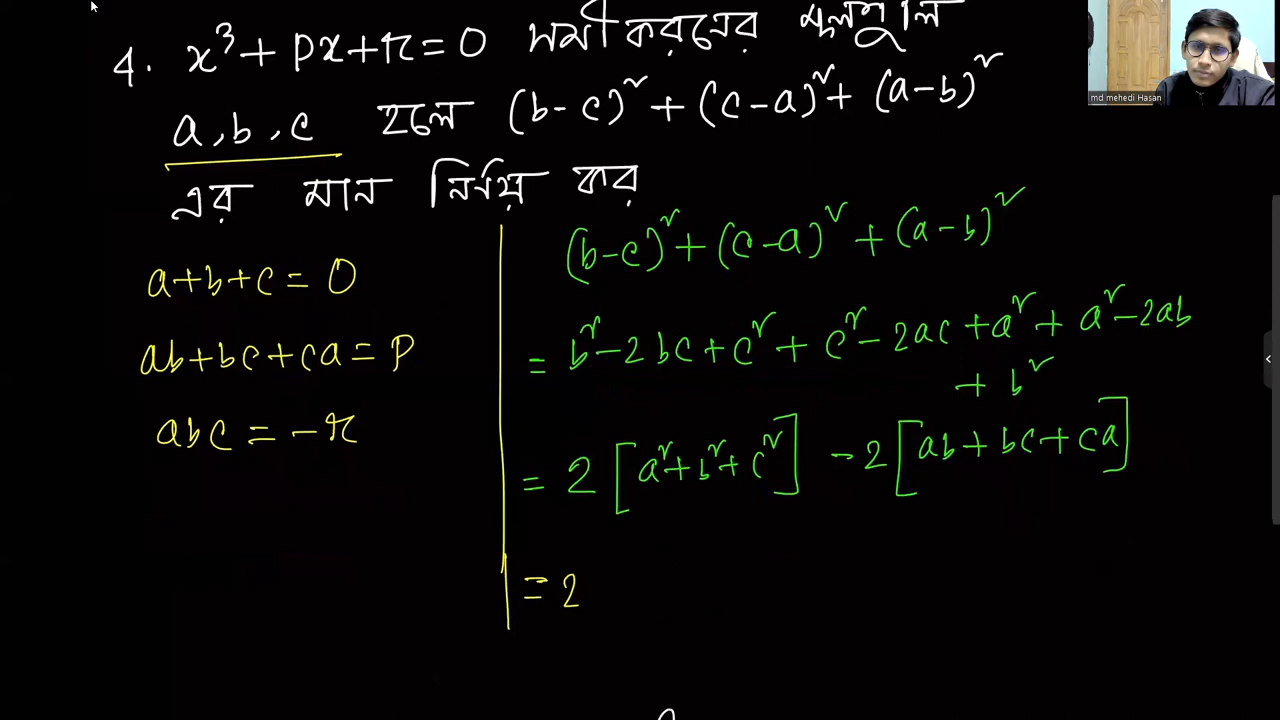 4. x³ + px + r = 0 সমীকরণের মূলগুলি
a, b, c হলে (b-c)² + (c-a)² + (a-b)²
এর মান নির্ণয় কর
md mehedi Hasan
a+b+c = 0
ab+bc+ca = p
abc = -r
(b-c)² + (c-a)² + (a-b)²
= b² - 2bc + c² + c² - 2ac + a² + a² - 2ab
+ b²
= 2 [a² + b² + c²] - 2 [ab + bc + ca]
= 2